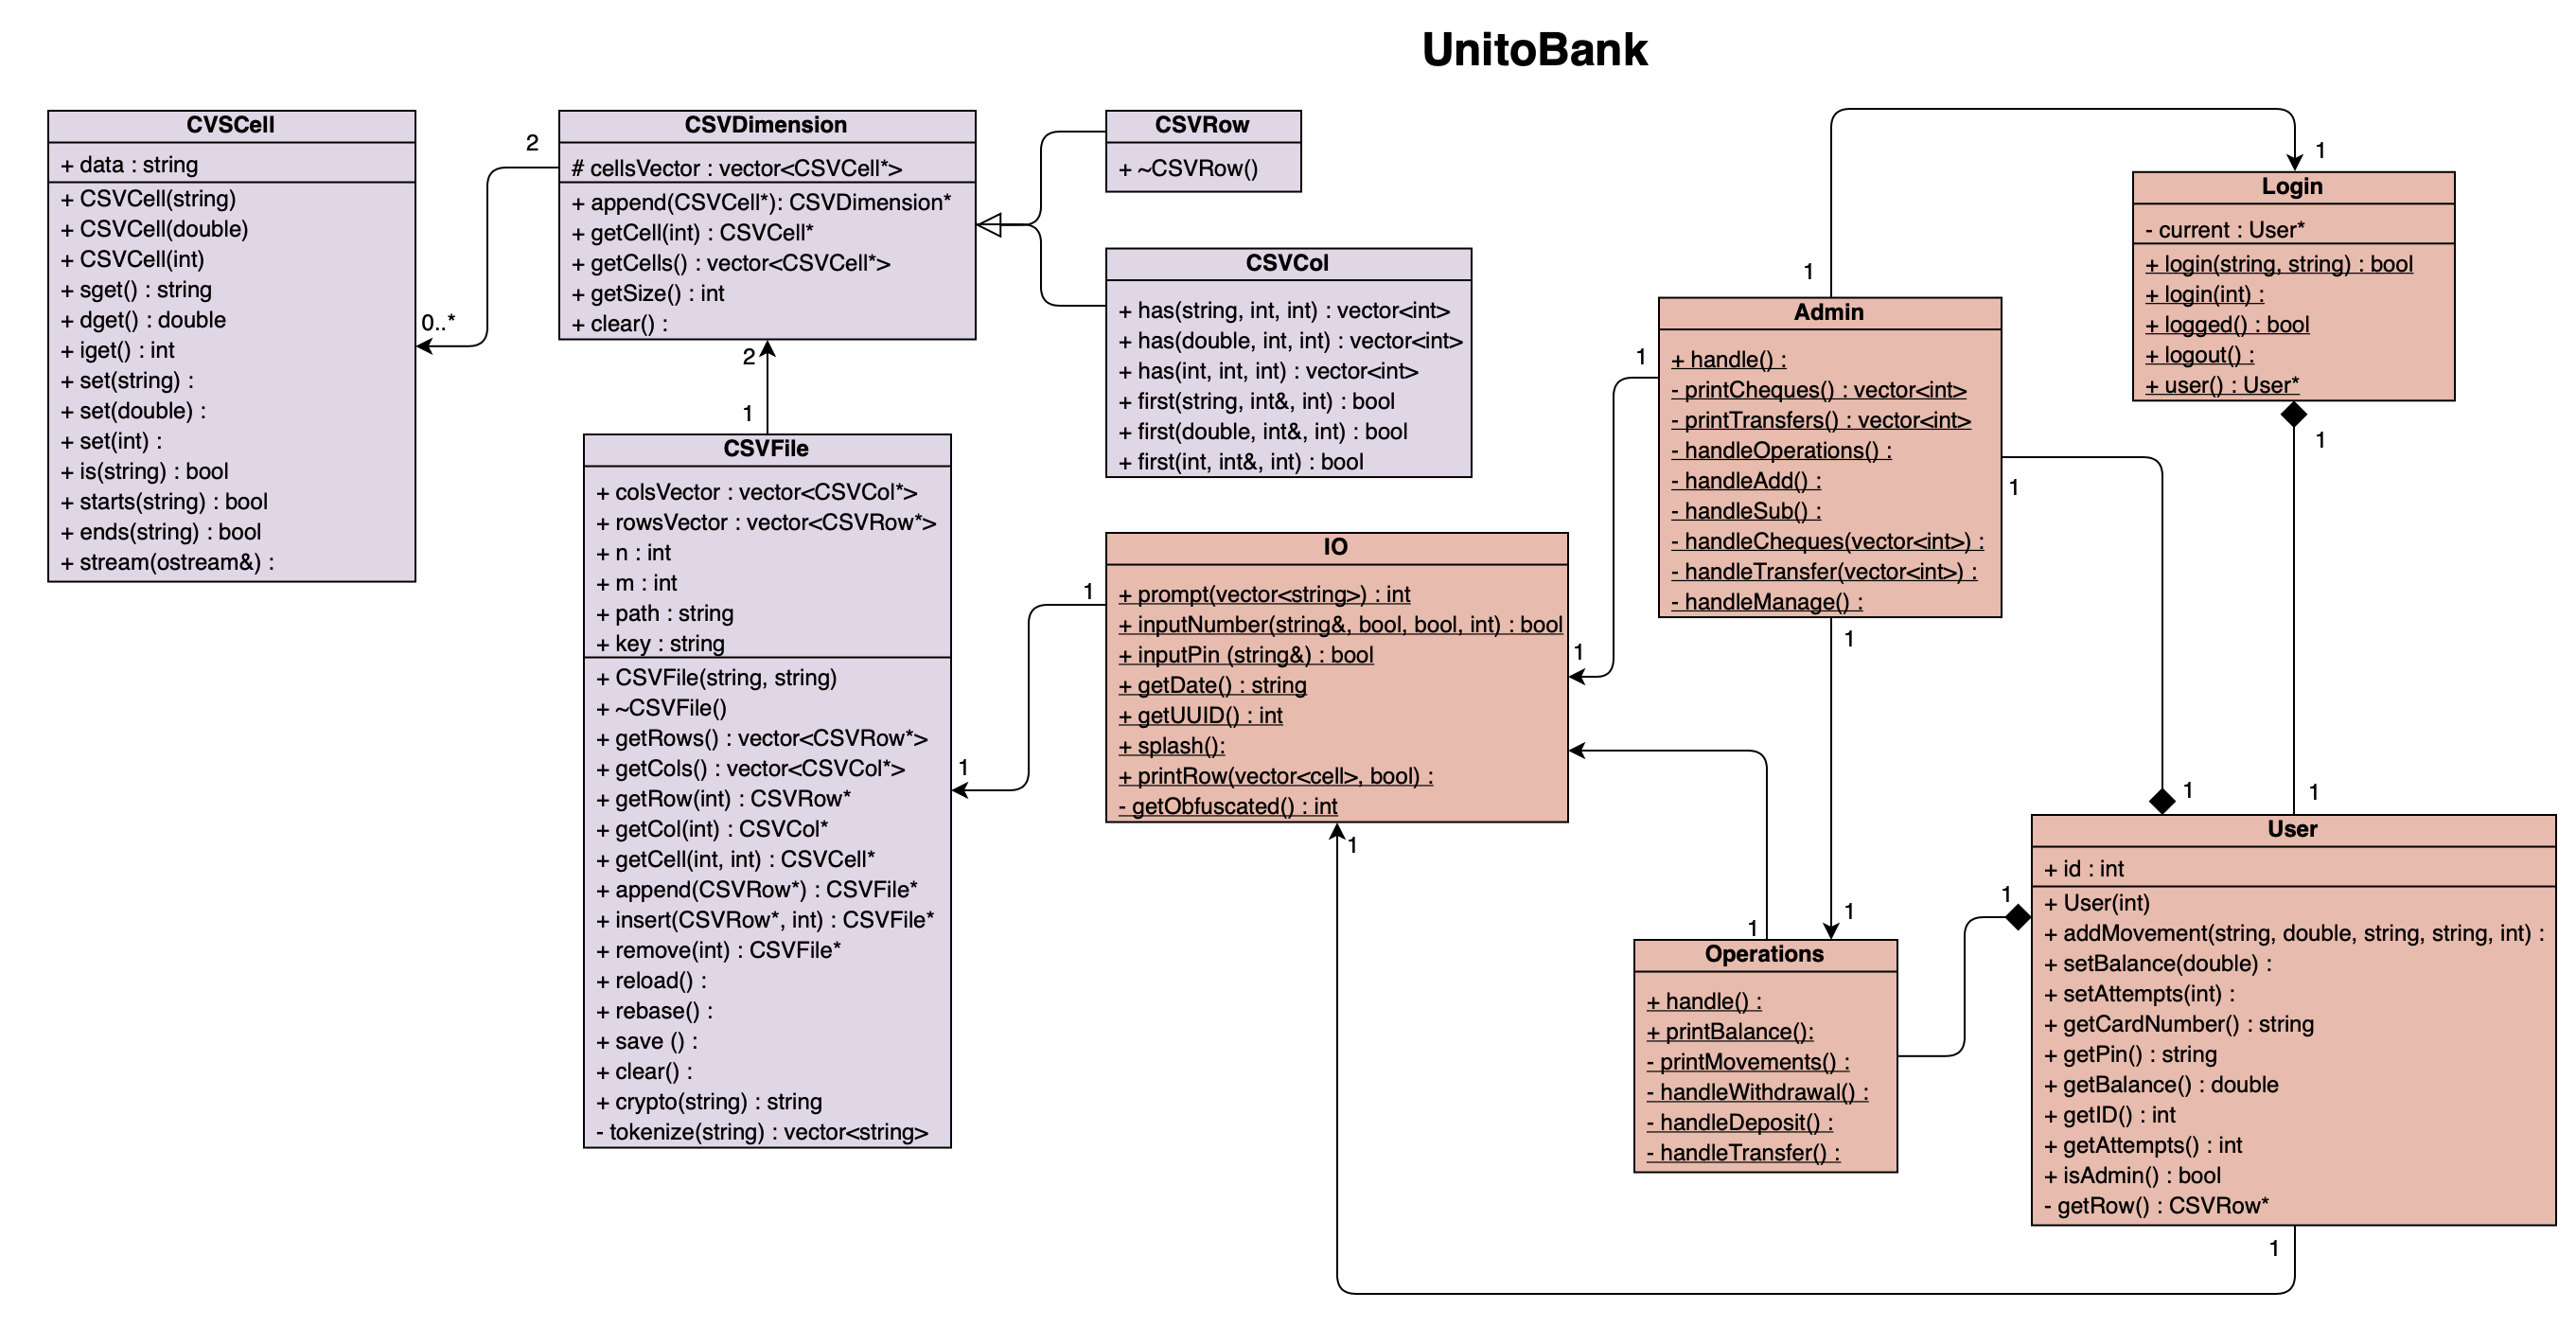 UnitoBank
CVSCell
+ data : string
+ CSVCell(string)
+ CSVCell(double)
+ CSVCell(int)
+ sget() : string
+ dget() : double
+ iget() : int
+ set(string) :
+ set(double) :
+ set(int) :
+ is(string) : bool
+ starts(string) : bool
+ ends(string) : bool
+ stream(ostream&) :
2
0..*
CSVDimension
# cellsVector : vector<CSVCell*>
+ append(CSVCell*): CSVDimension*
+ getCell(int) : CSVCell*
+ getCells() : vector<CSVCell*>
+ getSize() : int
+ clear() :
2
1
CSVRow
+ ~CSVRow()
CSVCol
+ has(string, int, int) : vector<int>
+ has(double, int, int) : vector<int>
+ has(int, int, int) : vector<int>
+ first(string, int&, int) : bool
+ first(double, int&, int) : bool
+ first(int, int&, int) : bool
CSVFile
+ colsVector : vector<CSVCol*>
+ rowsVector : vector<CSVRow*>
+ n : int
+ m : int
+ path : string
+ key : string
+ CSVFile(string, string)
+ ~CSVFile()
+ getRows() : vector<CSVRow*>
+ getCols() : vector<CSVCol*>
+ getRow(int) : CSVRow*
+ getCol(int) : CSVCol*
+ getCell(int, int) : CSVCell*
+ append(CSVRow*) : CSVFile*
+ insert(CSVRow*, int) : CSVFile*
+ remove(int) : CSVFile*
+ reload() :
+ rebase() :
+ save () :
+ clear() :
+ crypto(string) : string
- tokenize(string) : vector<string>
1
1
IO
+ prompt(vector<string>) : int
+ inputNumber(string&, bool, bool, int) : bool
+ inputPin (string&) : bool
+ getDate() : string
+ getUUID() : int
+ splash():
+ printRow(vector<cell>, bool) :
- getObfuscated() : int
1
1
1
1
1
Admin
+ handle() :
- printCheques() : vector<int>
- printTransfers() : vector<int>
- handleOperations() :
- handleAdd() :
- handleSub() :
- handleCheques(vector<int>) :
- handleTransfer(vector<int>) :
- handleManage() :
1
1
1
Login
- current : User*
+ login(string, string) : bool
+ login(int) :
+ logged() : bool
+ logout() :
+ user() : User*
1
1
1
1
1
Operations
+ handle() :
+ printBalance():
- printMovements() :
- handleWithdrawal() :
- handleDeposit() :
- handleTransfer() :
1
User
+ id : int
+ User(int)
+ addMovement(string, double, string, string, int) :
+ setBalance(double) :
+ setAttempts(int) :
+ getCardNumber() : string
+ getPin() : string
+ getBalance() : double
+ getID() : int
+ getAttempts() : int
+ isAdmin() : bool
- getRow() : CSVRow*
1